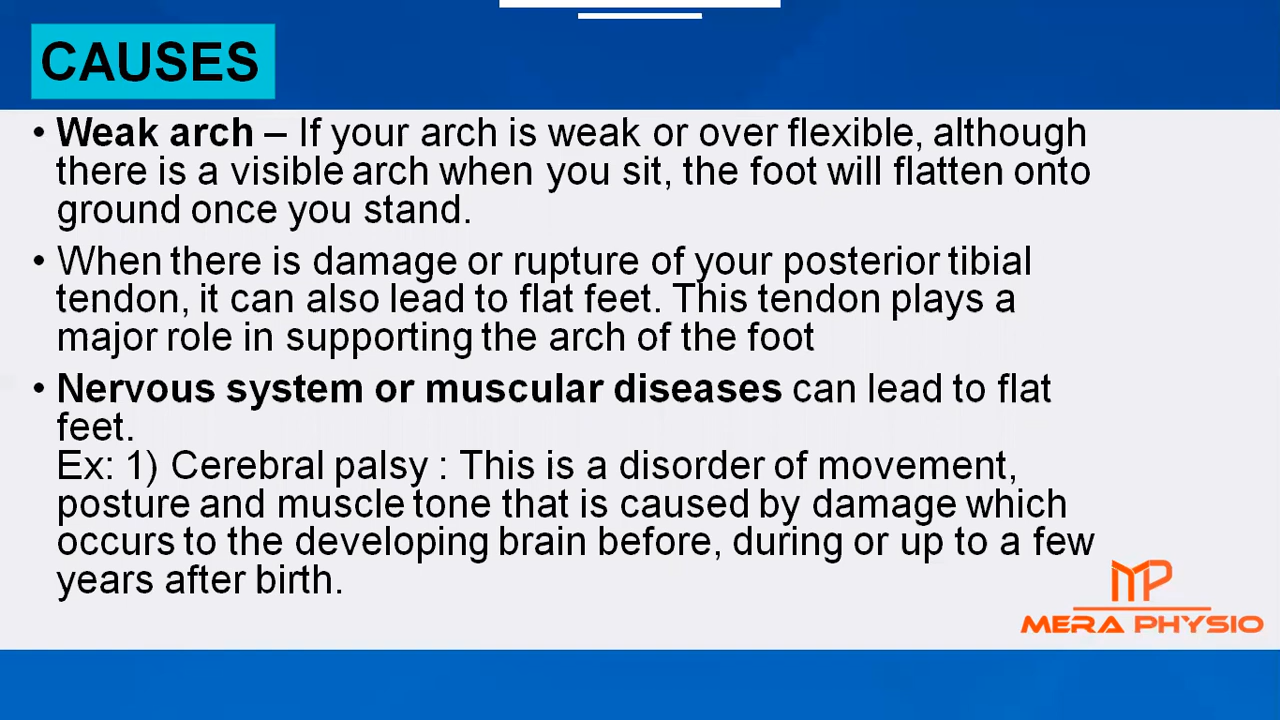 CAUSES
• Weak arch – If your arch is weak or over flexible, although
there is a visible arch when you sit, the foot will flatten onto
ground once you stand.
• When there is damage or rupture of your posterior tibial
tendon, it can also lead to flat feet. This tendon plays a
major role in supporting the arch of the foot
• Nervous system or muscular diseases can lead to flat
feet.
Ex: 1) Cerebral palsy : This is a disorder of movement,
posture and muscle tone that is caused by damage which
occurs to the developing brain before, during or up to a few
years after birth.
MP
MERA PHYSIO